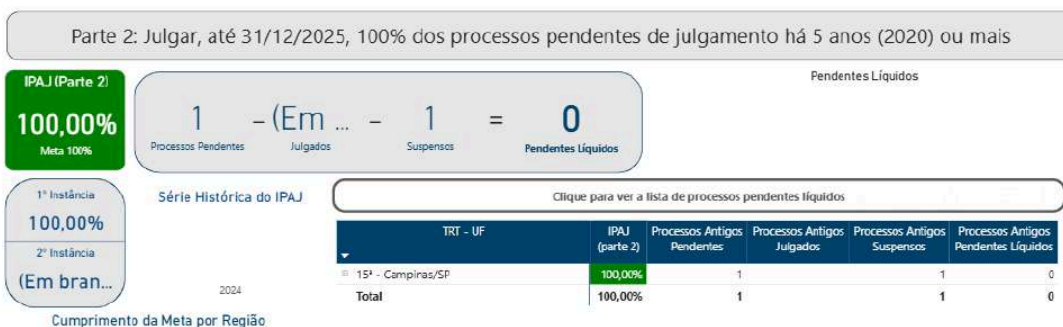 Parte 2: Julgar, até 31/12/2025, 100% dos processos pendentes de julgamento há 5 anos (2020) ou mais
IPAJ (Parte 2)
100,00%
Meta 100%
1 - (Em ... - 1 = 0
Processos Pendentes Julgados Suspensos Pendentes Líquidos
Pendentes Líquidos
1ª Instância
100,00%
2ª Instância
(Em bran...
Série Histórica do IPAJ
2024
Clique para ver a lista de processos pendentes líquidos
TRT - UF IPAJ (parte 2) Processos Antigos Pendentes Processos Antigos Julgados Processos Antigos Suspensos Processos Antigos Pendentes Líquidos
15ª - Campinas/SP 100,00% 1 1 0
Total 100,00% 1 1 0
Cumprimento da Meta por Região